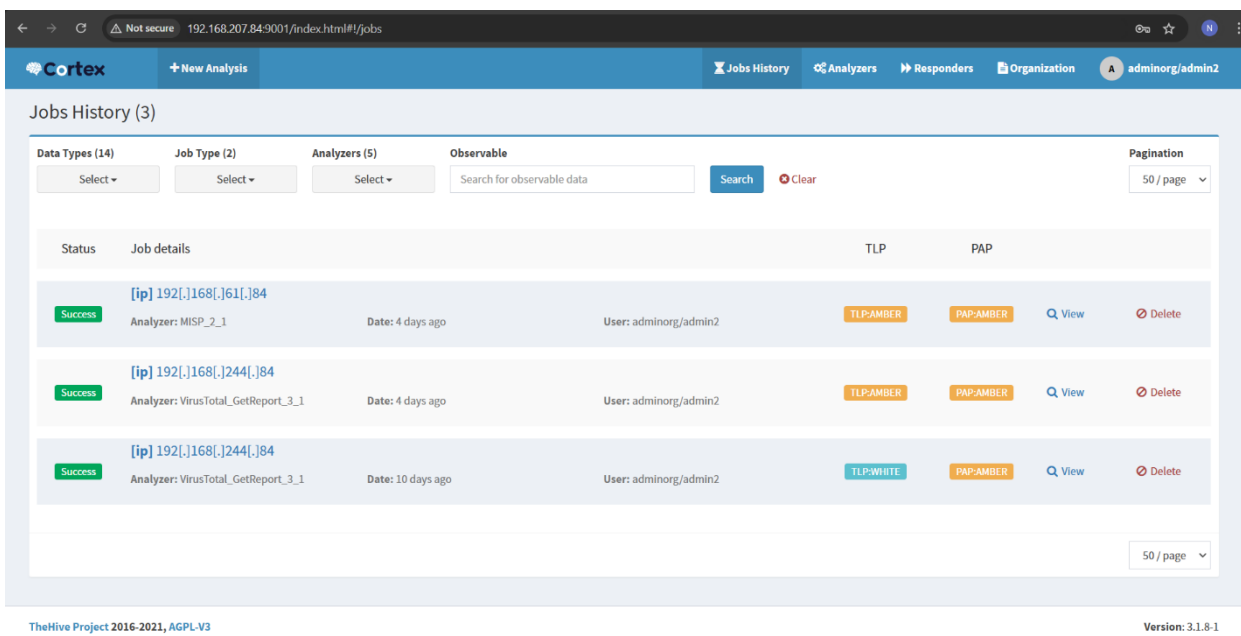 Not secure 192.168.207.84:9001/index.html#!/jobs N
Cortex + New Analysis Jobs History Analyzers Responders Organization A adminorg/admin2
Jobs History (3)
Data Types (14) Job Type (2) Analyzers (5) Observable Pagination
Select Select Select Search for observable data Search Clear 50 / page
Status Job details TLP PAP
[ip] 192[.]168[.]61[.]84
Success Analyzer: MISP_2_1 Date: 4 days ago User: adminorg/admin2 TLP:AMBER PAP:AMBER View Delete
[ip] 192[.]168[.]244[.]84
Success Analyzer: VirusTotal_GetReport_3_1 Date: 4 days ago User: adminorg/admin2 TLP:AMBER PAP:AMBER View Delete
[ip] 192[.]168[.]244[.]84
Success Analyzer: VirusTotal_GetReport_3_1 Date: 10 days ago User: adminorg/admin2 TLP:WHITE PAP:AMBER View Delete
50 / page
TheHive Project 2016-2021, AGPL-V3 Version: 3.1.8-1